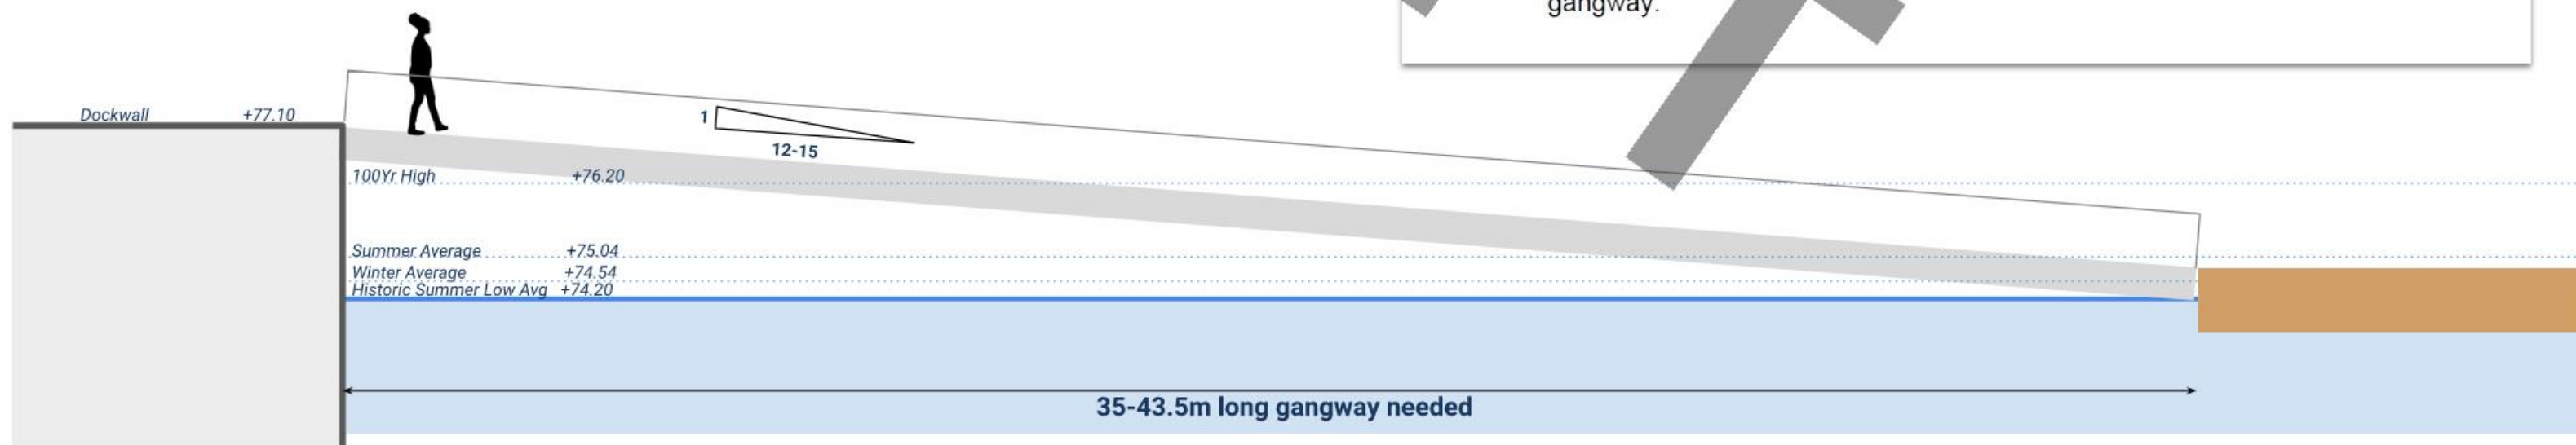 gangway.
Dockwall +77.10
1
12-15
100Yr High +76.20
Summer Average +75.04
Winter Average +74.54
Historic Summer Low Avg +74.20
35-43.5m long gangway needed